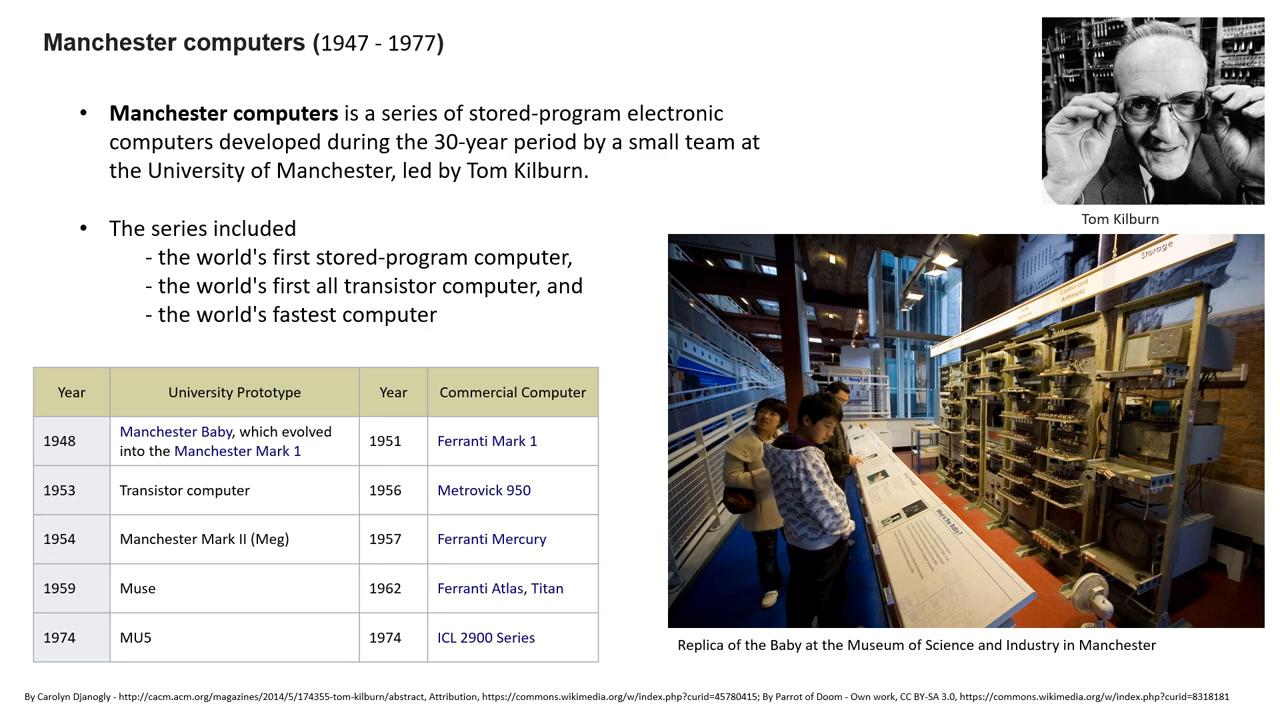 Manchester computers (1947 - 1977)
• Manchester computers is a series of stored-program electronic
computers developed during the 30-year period by a small team at
the University of Manchester, led by Tom Kilburn.
• The series included
- the world's first stored-program computer,
- the world's first all transistor computer, and
- the world's fastest computer
Tom Kilburn
Year University Prototype Year Commercial Computer
1948 Manchester Baby, which evolved into the Manchester Mark 1 1951 Ferranti Mark 1
1953 Transistor computer 1956 Metrovick 950
1954 Manchester Mark II (Meg) 1957 Ferranti Mercury
1959 Muse 1962 Ferranti Atlas, Titan
1974 MU5 1974 ICL 2900 Series
Storage
Control and
Arithmetic
What is the Baby?
Replica of the Baby at the Museum of Science and Industry in Manchester
By Carolyn Djanogly - http://cacm.acm.org/magazines/2014/5/174355-tom-kilburn/abstract, Attribution, https://commons.wikimedia.org/w/index.php?curid=45780415; By Parrot of Doom - Own work, CC BY-SA 3.0, https://commons.wikimedia.org/w/index.php?curid=8318181